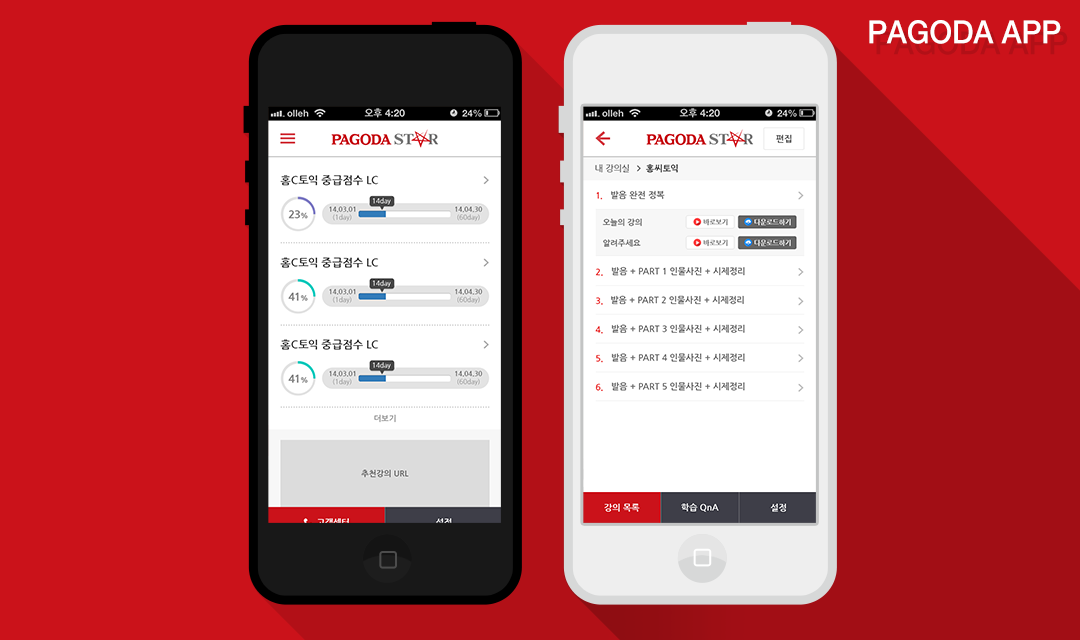 PAGODA APP
olleh 오후 4:20 24%
PAGODA STAR
홈C토익 중급점수 LC
23%
14day
14.03.01 14.04.30
(1day) (60day)
홈C토익 중급점수 LC
41%
14day
14.03.01 14.04.30
(1day) (60day)
홈C토익 중급점수 LC
41%
14day
14.03.01 14.04.30
(1day) (60day)
더보기
추천강의 URL
고객센터 설정
olleh 오후 4:20 24%
PAGODA STAR 편집
내 강의실 > 홈씨토익
1. 발음 완전 정복
오늘의 강의 바로보기 다운로드하기
알려주세요 바로보기 다운로드하기
2. 발음 + PART 1 인물사진 + 시제정리
3. 발음 + PART 2 인물사진 + 시제정리
4. 발음 + PART 3 인물사진 + 시제정리
5. 발음 + PART 4 인물사진 + 시제정리
6. 발음 + PART 5 인물사진 + 시제정리
강의 목록 학습 QnA 설정